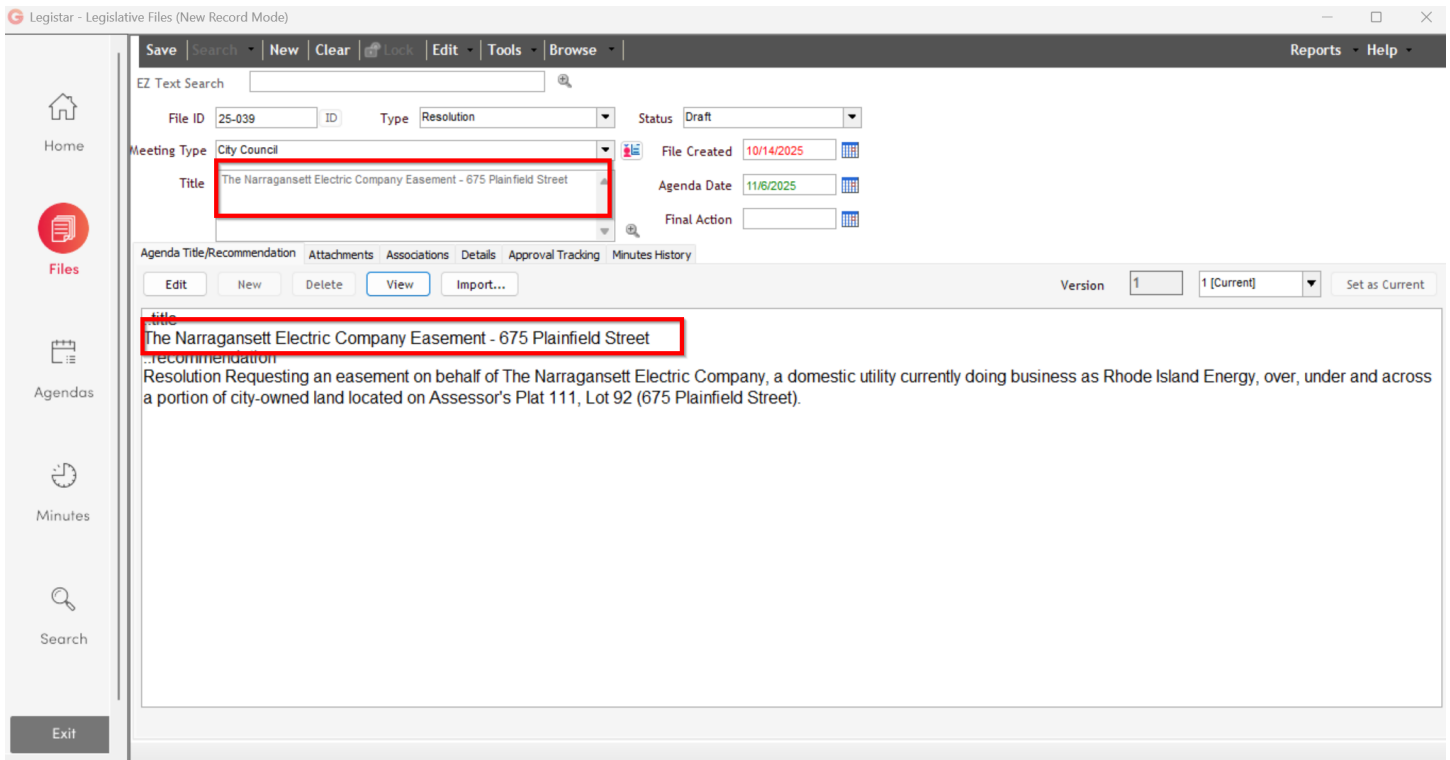 Legistar - Legislative Files (New Record Mode)
Save Search New Clear Lock Edit Tools Browse Reports Help
EZ Text Search
File ID 25-039 ID Type Resolution Status Draft
Meeting Type City Council File Created 10/14/2025
Title The Narragansett Electric Company Easement - 675 Plainfield Street Agenda Date 11/6/2025
Final Action
Agenda Title/Recommendation Attachments Associations Details Approval Tracking Minutes History
Edit New Delete View Import... Version 1 1 [Current] Set as Current
..title
The Narragansett Electric Company Easement - 675 Plainfield Street
..recommendation
Resolution Requesting an easement on behalf of The Narragansett Electric Company, a domestic utility currently doing business as Rhode Island Energy, over, under and across
a portion of city-owned land located on Assessor's Plat 111, Lot 92 (675 Plainfield Street).
Home
Files
Agendas
Minutes
Search
Exit